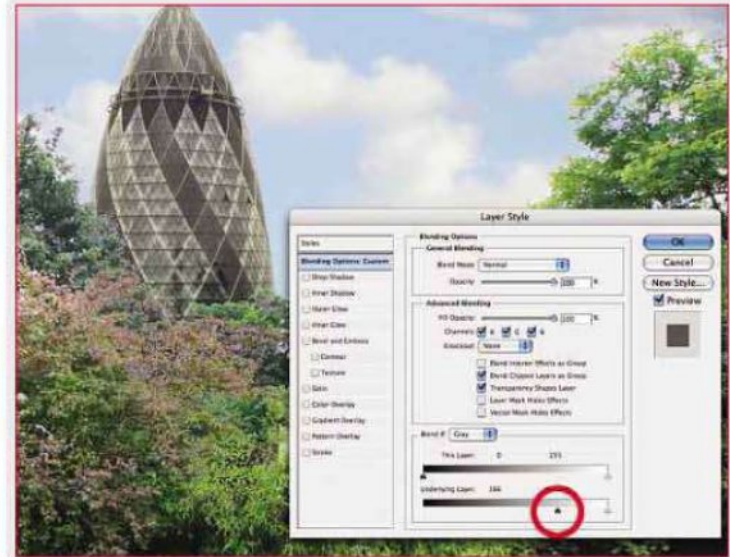 Layer Style
Styles
Blending Options: Custom
Drop Shadow
Inner Shadow
Outer Glow
Inner Glow
Bevel and Emboss
Contour
Texture
Satin
Color Overlay
Gradient Overlay
Pattern Overlay
Stroke
Blending Options
General Blending
Blend Mode: Normal
Opacity: 100 %
Advanced Blending
Fill Opacity: 100 %
Channels: R G B
Knockout: None
Blend Interior Effects as Group
Blend Clipped Layers as Group
Transparency Shapes Layer
Layer Mask Hides Effects
Vector Mask Hides Effects
Blend If: Gray
This Layer: 0 255
Underlying Layer: 166
OK
Cancel
New Style...
Preview